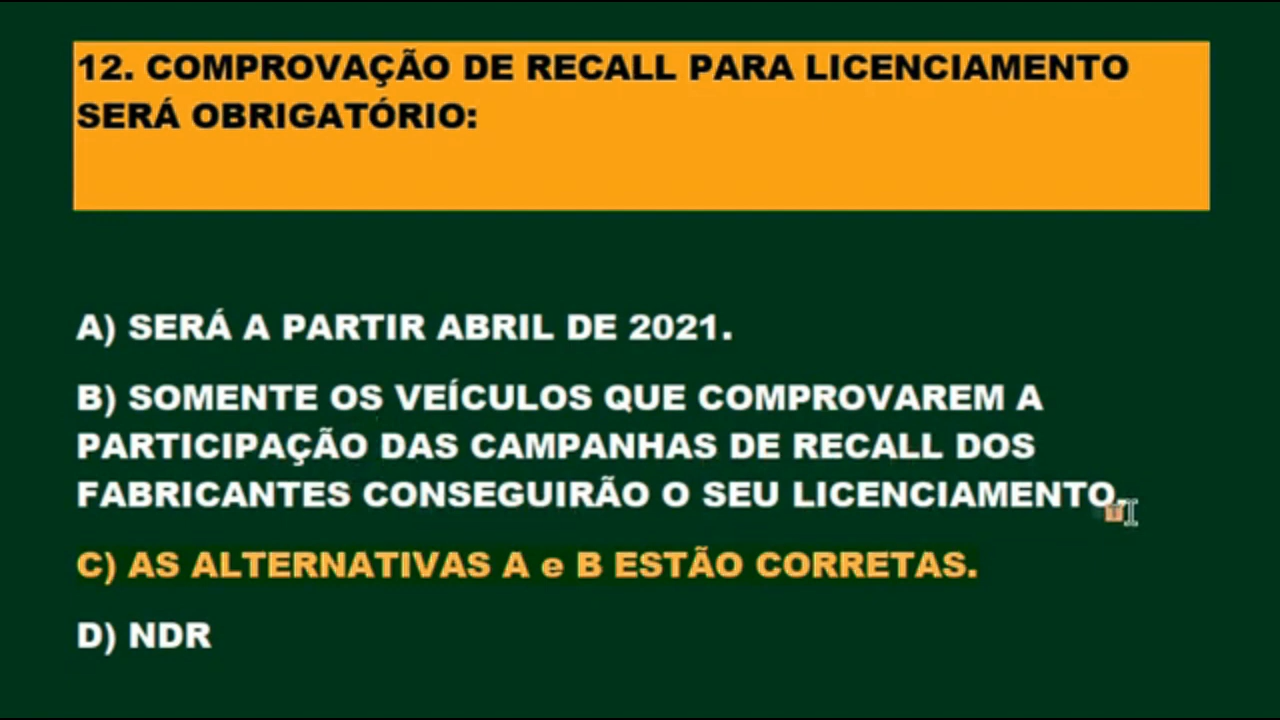 12. COMPROVAÇÃO DE RECALL PARA LICENCIAMENTO
SERÁ OBRIGATÓRIO:
A) SERÁ A PARTIR ABRIL DE 2021.
B) SOMENTE OS VEÍCULOS QUE COMPROVAREM A
PARTICIPAÇÃO DAS CAMPANHAS DE RECALL DOS
FABRICANTES CONSEGUIRÃO O SEU LICENCIAMENTO.
C) AS ALTERNATIVAS A e B ESTÃO CORRETAS.
D) NDR